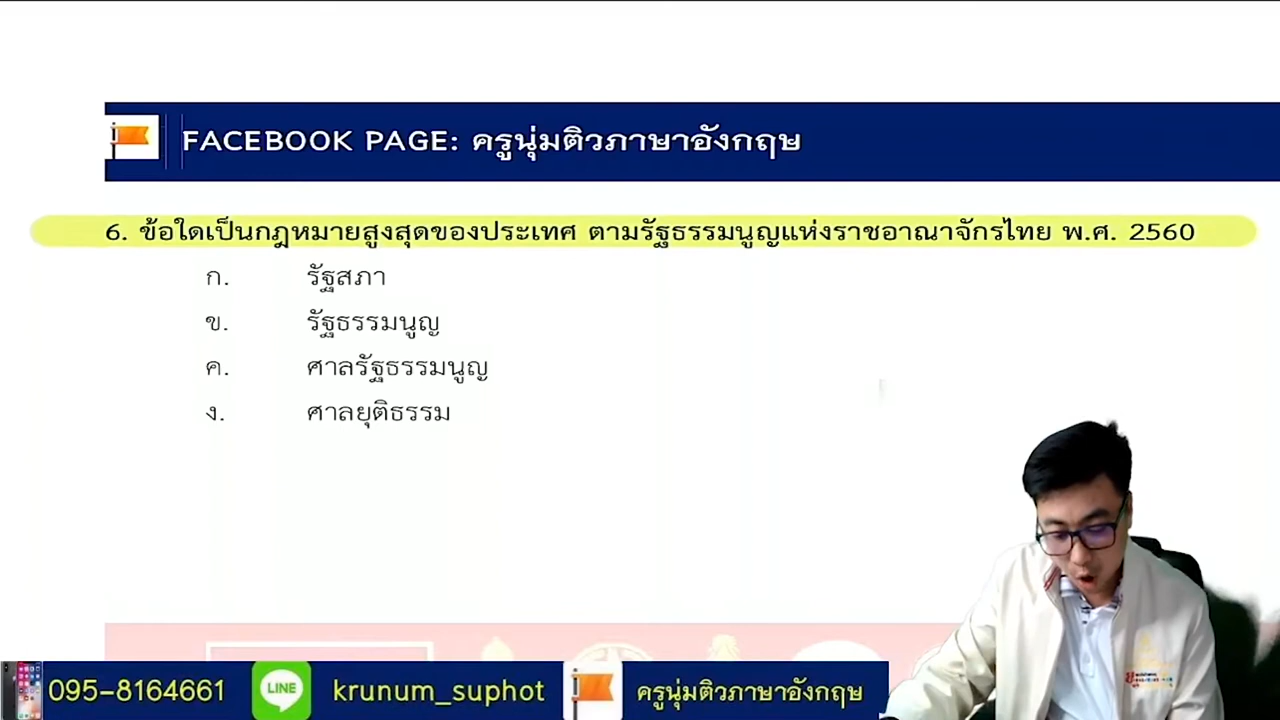 FACEBOOK PAGE: ครูนุ่มติวภาษาอังกฤษ
6. ข้อใดเป็นกฎหมายสูงสุดของประเทศ ตามรัฐธรรมนูญแห่งราชอาณาจักรไทย พ.ศ. 2560
ก. รัฐสภา
ข. รัฐธรรมนูญ
ค. ศาลรัฐธรรมนูญ
ง. ศาลยุติธรรม
095-8164661 LINE krunum_suphot ครูนุ่มติวภาษาอังกฤษ